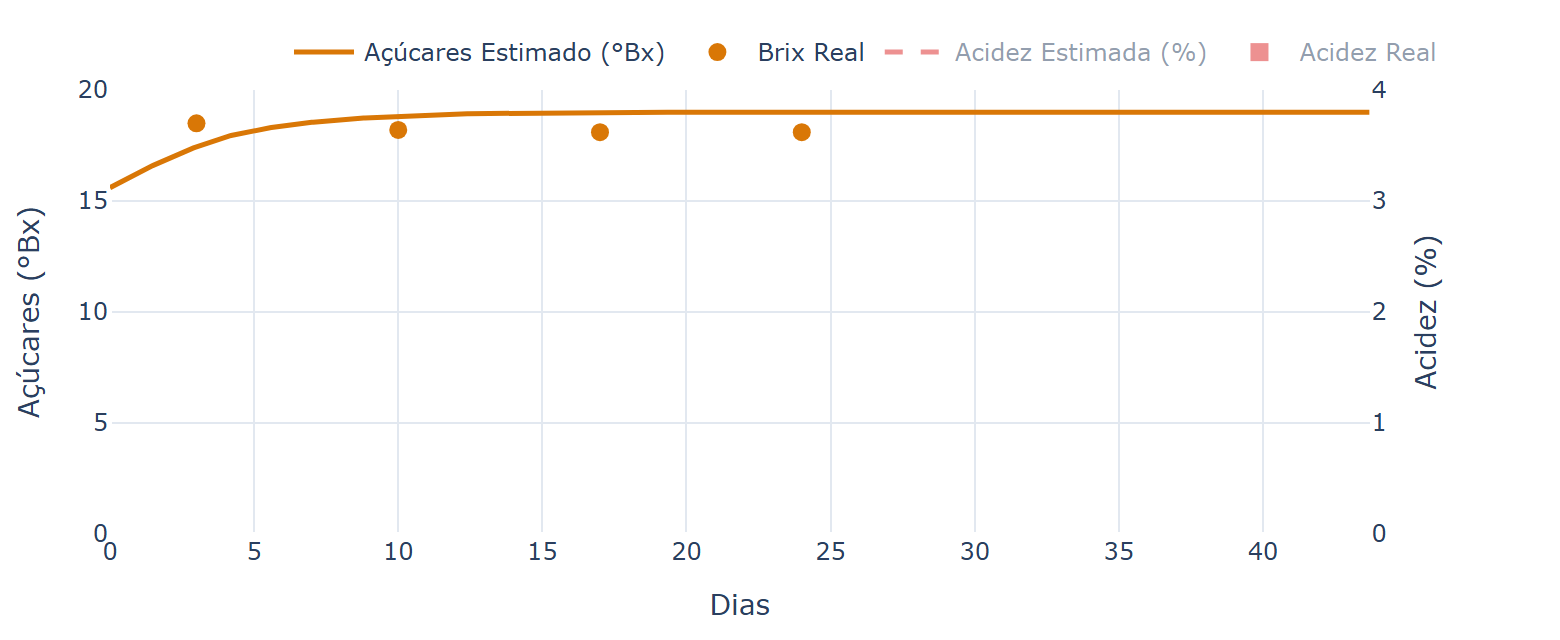 Açúcares Estimado (°Bx) Brix Real Acidez Estimada (%) Acidez Real
20 4
15 3
10 2
5 1
0 0
0 5 10 15 20 25 30 35 40
Açúcares (°Bx)
Acidez (%)
Dias